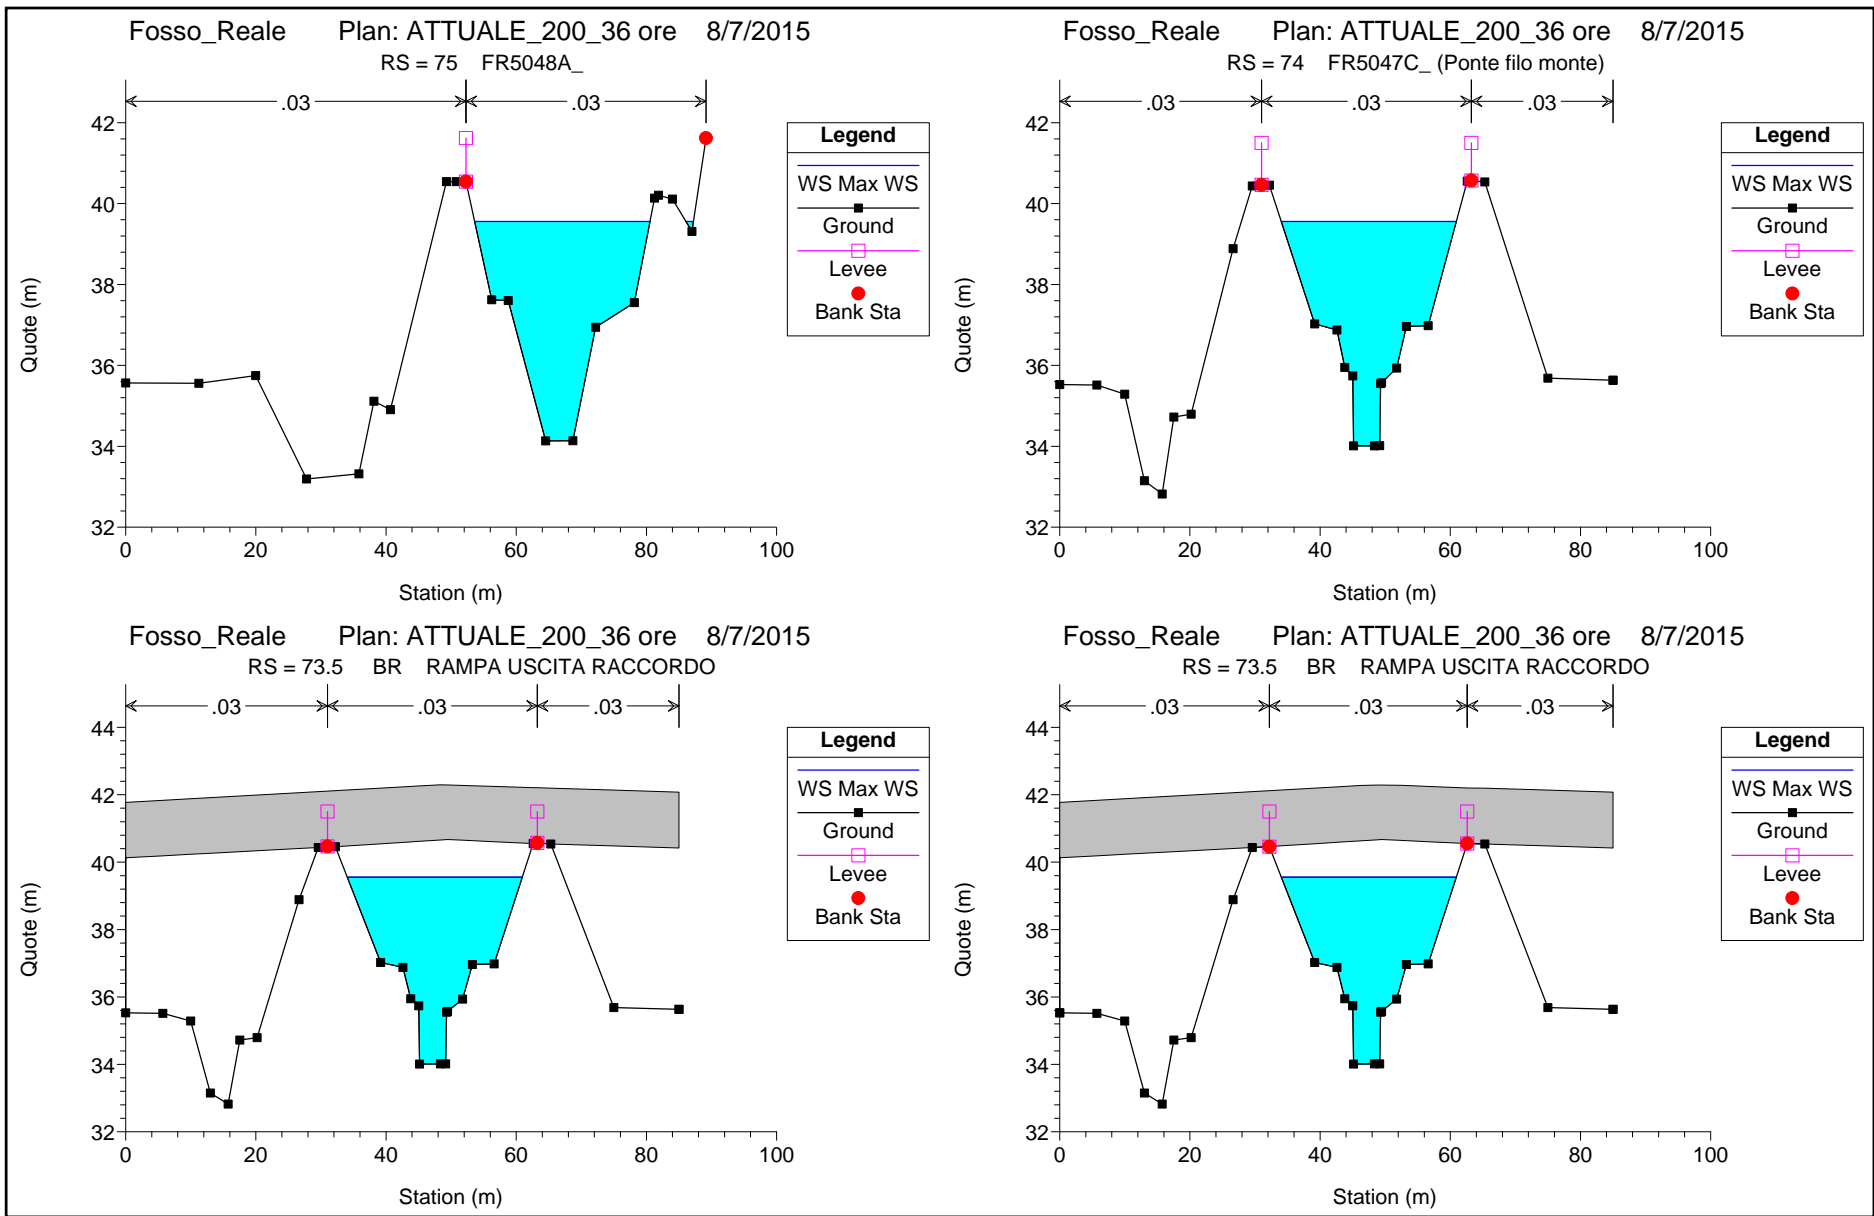 Fosso_Reale Plan: ATTUALE_200_36 ore 8/7/2015
RS = 75 FR5048A_
.03 .03
42
40
38
36
34
32
0 20 40 60 80 100
Station (m)
Quote (m)
Legend
WS Max WS
Ground
Levee
Bank Sta
Fosso_Reale Plan: ATTUALE_200_36 ore 8/7/2015
RS = 74 FR5047C_ (Ponte filo monte)
.03 .03 .03
42
40
38
36
34
32
0 20 40 60 80 100
Station (m)
Quote (m)
Legend
WS Max WS
Ground
Levee
Bank Sta
Fosso_Reale Plan: ATTUALE_200_36 ore 8/7/2015
RS = 73.5 BR RAMPA USCITA RACCORDO
.03 .03 .03
44
42
40
38
36
34
32
0 20 40 60 80 100
Station (m)
Quote (m)
Legend
WS Max WS
Ground
Levee
Bank Sta
Fosso_Reale Plan: ATTUALE_200_36 ore 8/7/2015
RS = 73.5 BR RAMPA USCITA RACCORDO
.03 .03 .03
44
42
40
38
36
34
32
0 20 40 60 80 100
Station (m)
Quote (m)
Legend
WS Max WS
Ground
Levee
Bank Sta